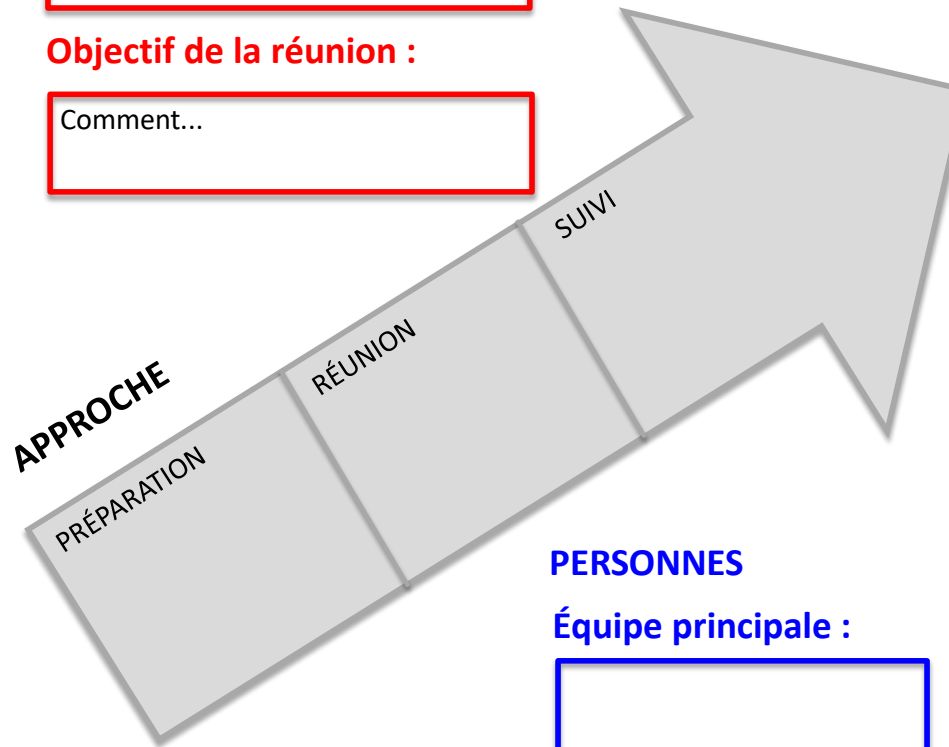 Objectif de la réunion :
Comment...
SUIVI
RÉUNION
APPROCHE
PRÉPARATION
PERSONNES
Équipe principale :